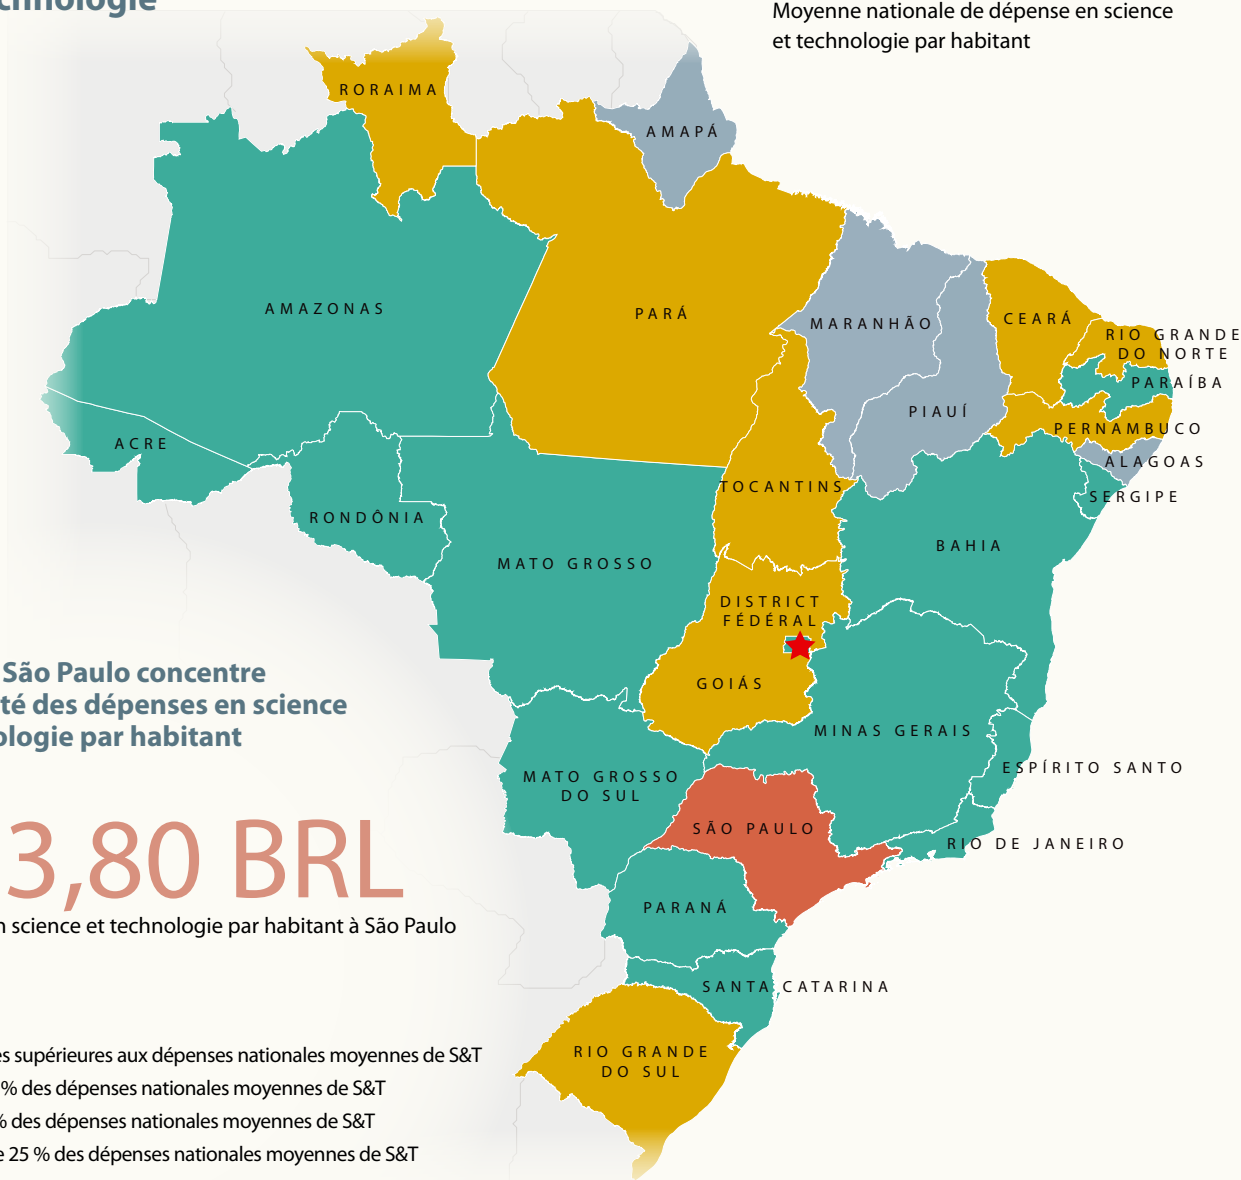 chnologie
Moyenne nationale de dépense en science
et technologie par habitant
RORAIMA
AMAPÁ
AMAZONAS
PARÁ
MARANHÃO
CEARÁ
RIO GRANDE
DO NORTE
PARAÍBA
PIAUÍ
PERNAMBUCO
ACRE
ALAGOAS
TOCANTINS
SERGIPE
RONDÔNIA
BAHIA
MATO GROSSO
DISTRICT
FÉDÉRAL
São Paulo concentre
té des dépenses en science
ologie par habitant
GOIÁS
MINAS GERAIS
ESPÍRITO SANTO
MATO GROSSO
DO SUL
SÃO PAULO
RIO DE JANEIRO
3,80 BRL
n science et technologie par habitant à São Paulo
PARANÁ
SANTA CATARINA
RIO GRANDE
DO SUL
es supérieures aux dépenses nationales moyennes de S&T
% des dépenses nationales moyennes de S&T
% des dépenses nationales moyennes de S&T
e 25 % des dépenses nationales moyennes de S&T